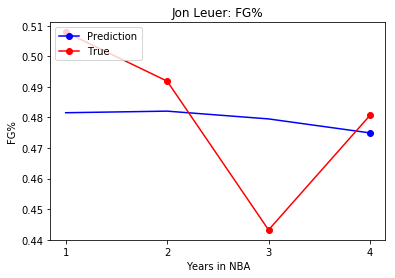 Jon Leuer: FG%
Prediction
True
0.51
0.50
0.49
0.48
0.47
0.46
0.45
0.44
FG%
1 2 3 4
Years in NBA